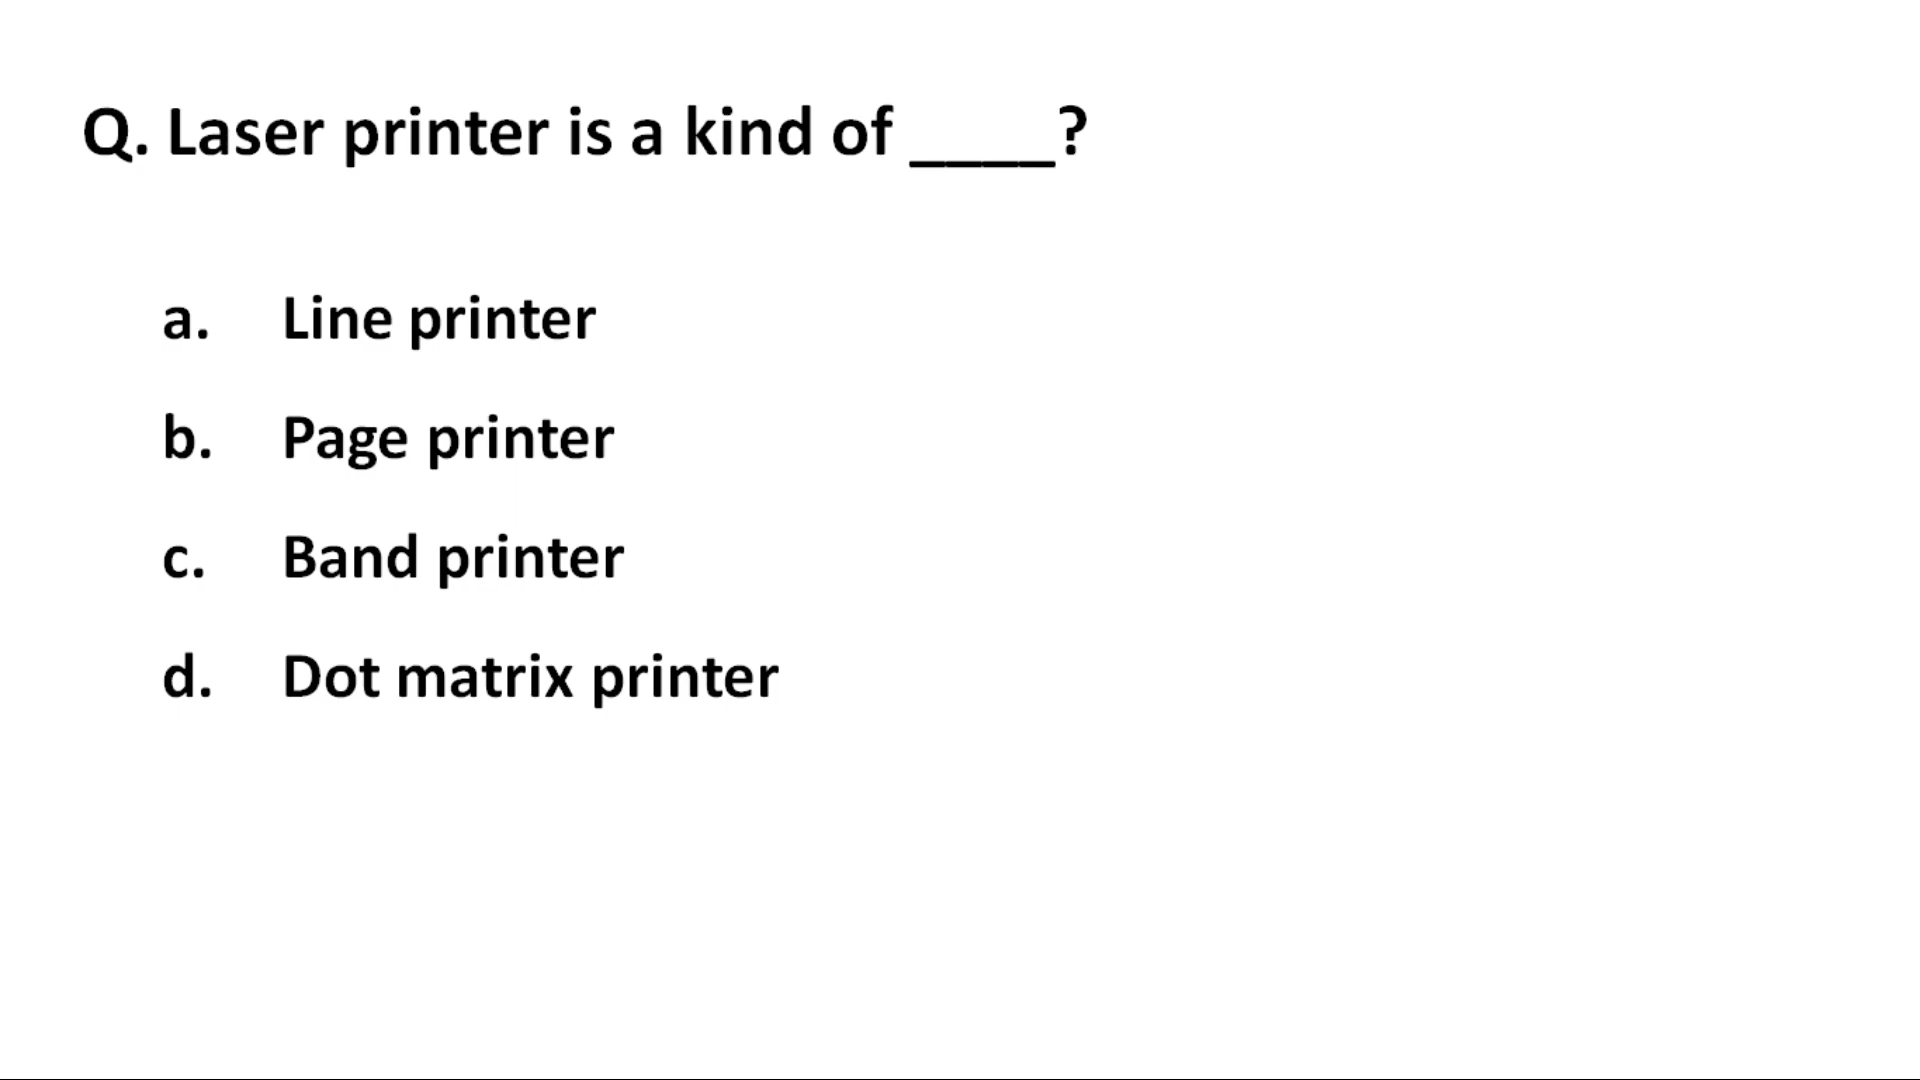 Q. Laser printer is a kind of ____?
a. Line printer
b. Page printer
c. Band printer
d. Dot matrix printer